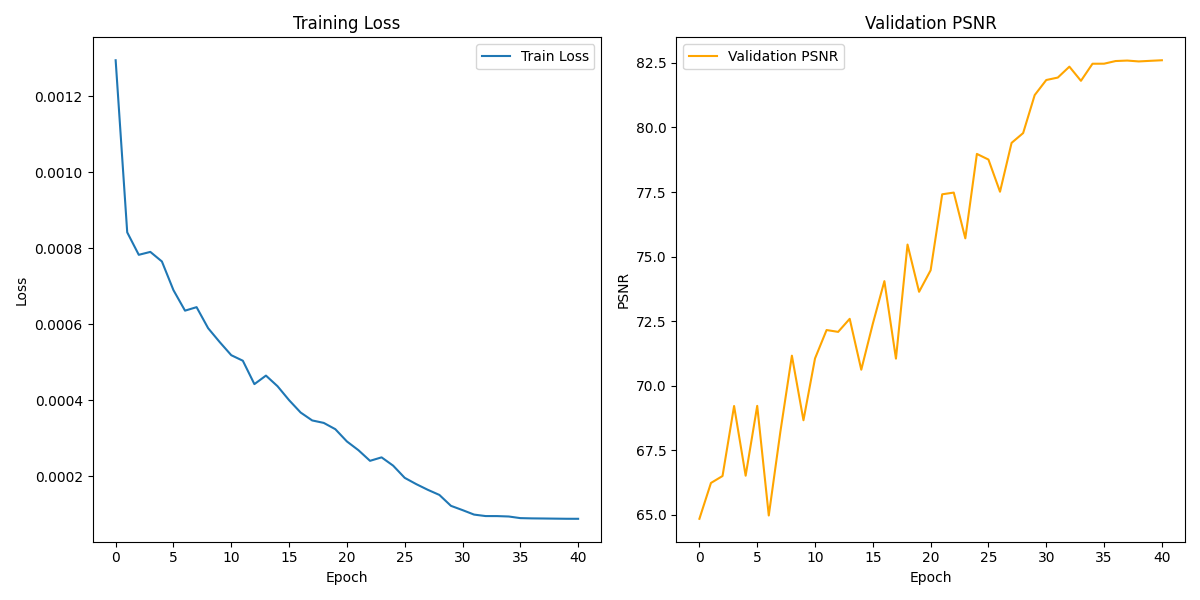 Training Loss
Train Loss
0.0012
0.0010
0.0008
0.0006
0.0004
0.0002
Loss
0 5 10 15 20 25 30 35 40
Epoch
Validation PSNR
Validation PSNR
82.5
80.0
77.5
75.0
72.5
70.0
67.5
65.0
PSNR
0 5 10 15 20 25 30 35 40
Epoch